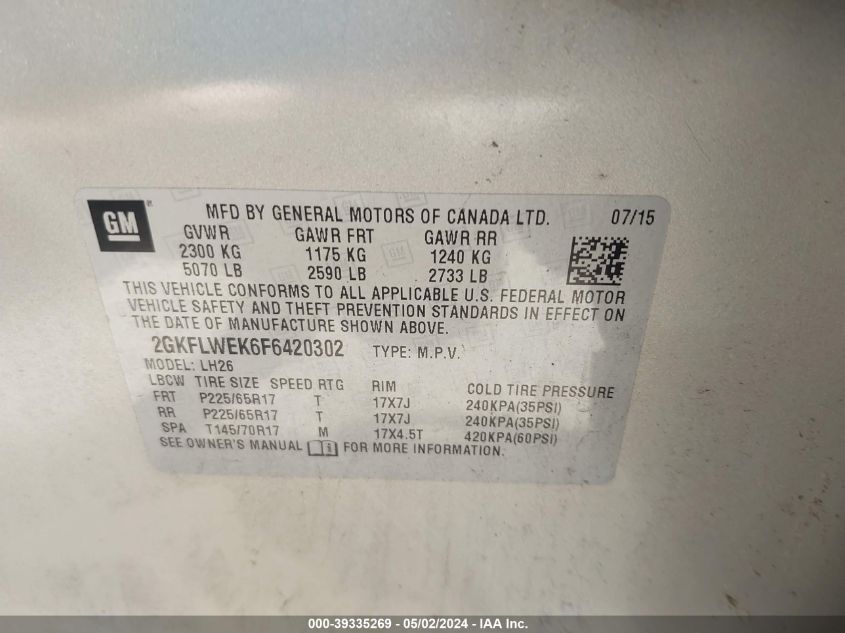 GM
MFD BY GENERAL MOTORS OF CANADA LTD. 07/15
GVWR GAWR FRT GAWR RR
2300 KG 1175 KG 1240 KG
5070 LB 2590 LB 2733 LB
THIS VEHICLE CONFORMS TO ALL APPLICABLE U.S. FEDERAL MOTOR
VEHICLE SAFETY AND THEFT PREVENTION STANDARDS IN EFFECT ON
THE DATE OF MANUFACTURE SHOWN ABOVE.
2GKFLWEK6F6420302 TYPE: M.P.V.
MODEL: LH26
LBCW TIRE SIZE SPEED RTG RIM COLD TIRE PRESSURE
FRT P225/65R17 T 17X7J 240KPA(35PSI)
RR P225/65R17 T 17X7J 240KPA(35PSI)
SPA T145/70R17 M 17X4.5T 420KPA(60PSI)
SEE OWNER'S MANUAL FOR MORE INFORMATION.
000-39335269 - 05/02/2024 - IAA Inc.